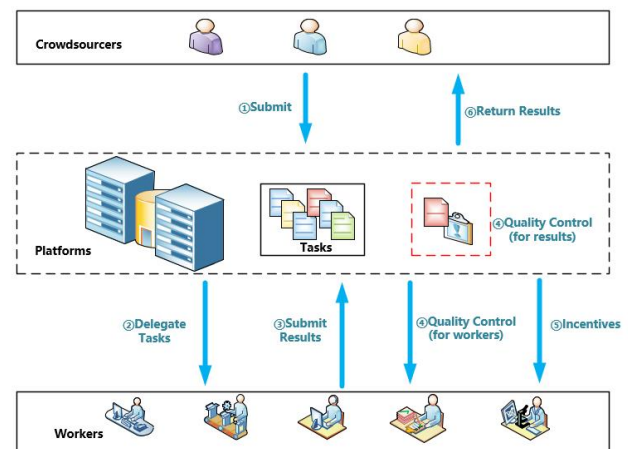 Crowdsourcers
①Submit
⑥Return Results
Platforms
Tasks
④Quality Control
(for results)
②Delegate
Tasks
③Submit
Results
④Quality Control
(for workers)
⑤Incentives
Workers